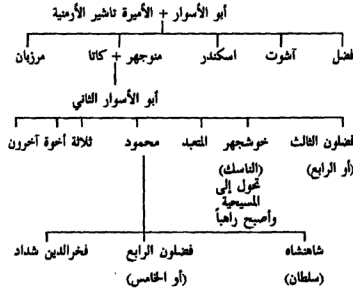 أبو الأسوار + الأميرة تاشير الأرمنية
فضل آشوت اسكندر منوجهر + كاتا مرزبان
أبو الأسوار الثاني
فضلون الثالث خوشجهر المتعبد محمود ثلاثة أخوة آخرون
(أو الرابع) (الناسك)
تحول إلى
المسيحية
وأصبح راهباً
شاهنشاه فضلون الرابع فخرالدين شداد
(سلطان) (أو الخامس)